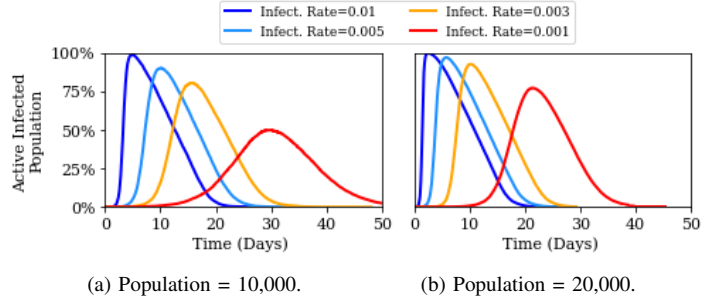 Infect. Rate=0.01 Infect. Rate=0.003
Infect. Rate=0.005 Infect. Rate=0.001
Active Infected
Population
100%
75%
50%
25%
0%
0 10 20 30 40 50
Time (Days)
0 10 20 30 40 50
Time (Days)
(a) Population = 10,000.
(b) Population = 20,000.